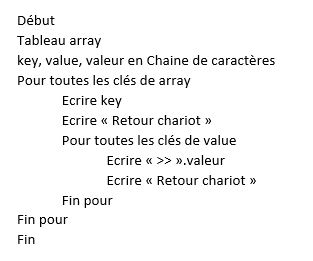 Début
Tableau array
key, value, valeur en Chaine de caractères
Pour toutes les clés de array
Ecrire key
Ecrire « Retour chariot »
Pour toutes les clés de value
Ecrire « >> ».valeur
Ecrire « Retour chariot »
Fin pour
Fin pour
Fin